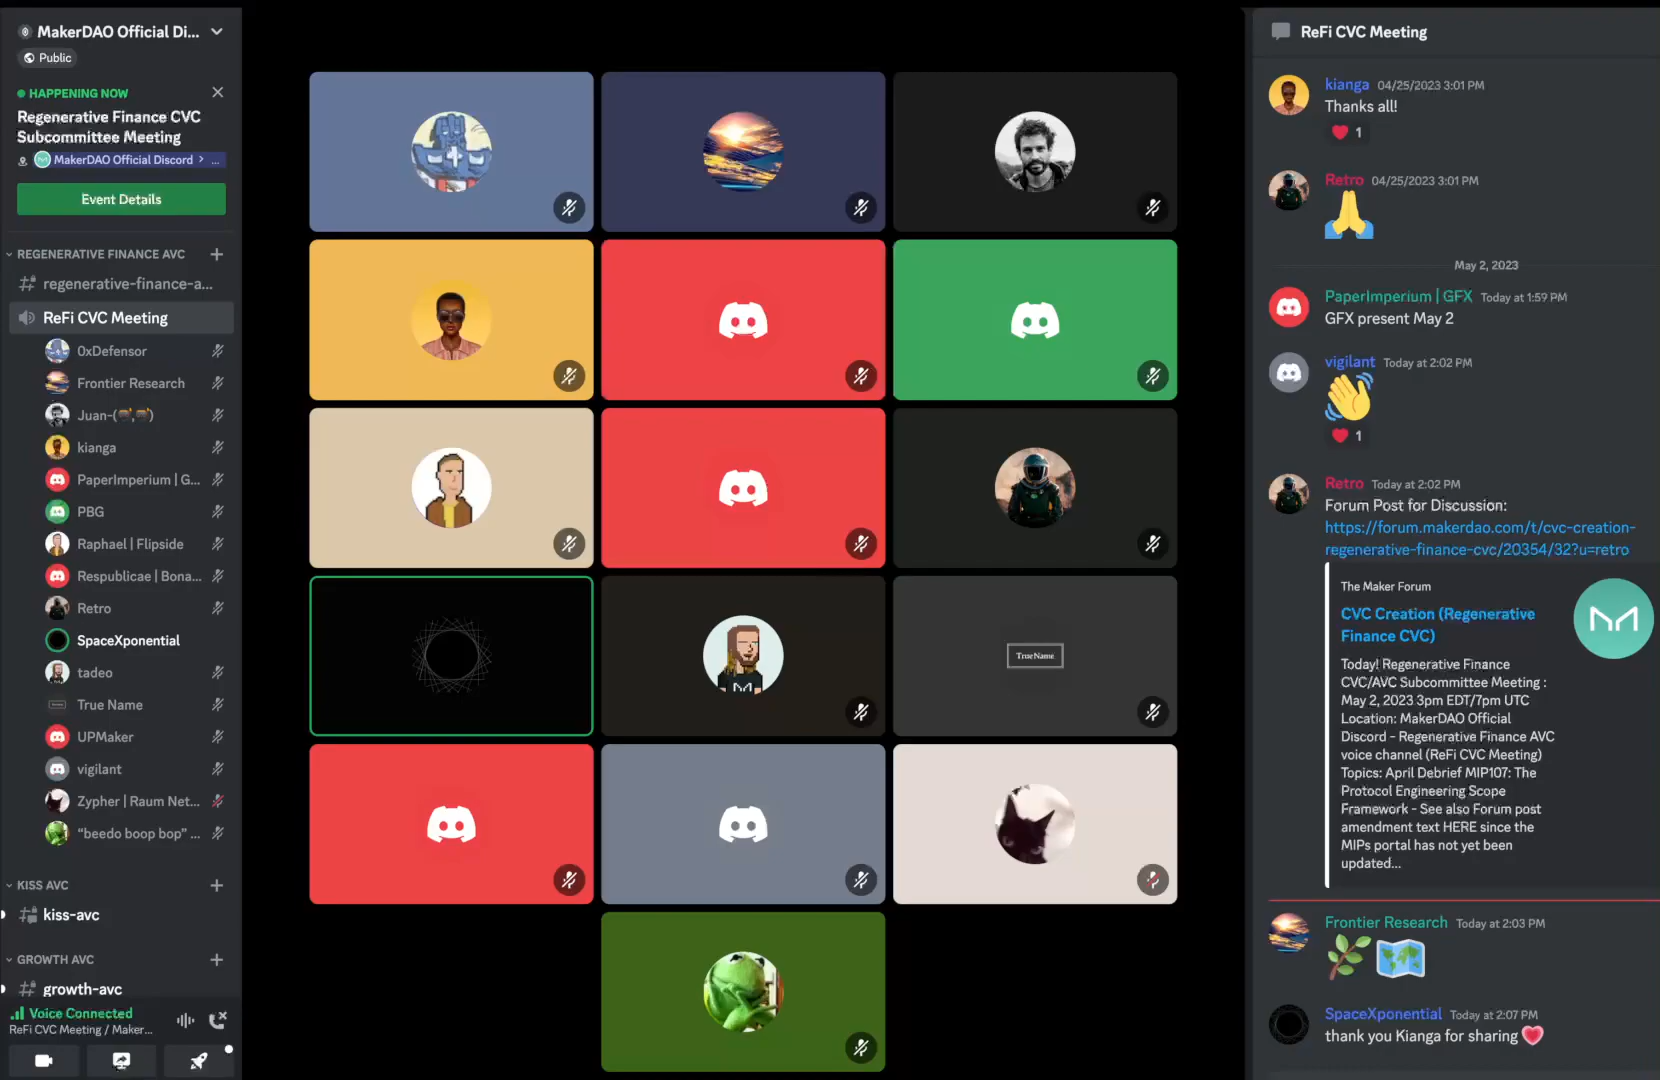 MakerDAO Official Di...
Public
HAPPENING NOW
Regenerative Finance CVC
Subcommittee Meeting
MakerDAO Official Discord > ...
Event Details
REGENERATIVE FINANCE AVC
regenerative-finance-a...
ReFi CVC Meeting
0xDefensor
Frontier Research
Juan-(🕶️,🕶️)
kianga
PaperImperium | G...
PBG
Raphael | Flipside
Respublicae | Bona...
Retro
SpaceXponential
tadeo
True Name
UPMaker
vigilant
Zypher | Raum Net...
“beedo boop bop” ...
KISS AVC
kiss-avc
GROWTH AVC
growth-avc
Voice Connected
ReFi CVC Meeting / Maker...
TrueName
ReFi CVC Meeting
kianga 04/25/2023 3:01 PM
Thanks all!
❤️ 1
Retro 04/25/2023 3:01 PM
🙏
May 2, 2023
PaperImperium | GFX Today at 1:59 PM
GFX present May 2
vigilant Today at 2:02 PM
👋
❤️ 1
Retro Today at 2:02 PM
Forum Post for Discussion:
https://forum.makerdao.com/t/cvc-creation-
regenerative-finance-cvc/20354/32?u=retro
The Maker Forum
CVC Creation (Regenerative
Finance CVC)
Today! Regenerative Finance
CVC/AVC Subcommittee Meeting :
May 2, 2023 3pm EDT/7pm UTC
Location: MakerDAO Official
Discord - Regenerative Finance AVC
voice channel (ReFi CVC Meeting)
Topics: April Debrief MIP107: The
Protocol Engineering Scope
Framework - See also Forum post
amendment text HERE since the
MIPs portal has not yet been
updated...
Frontier Research Today at 2:03 PM
🌿🗺️
SpaceXponential Today at 2:07 PM
thank you Kianga for sharing 💗